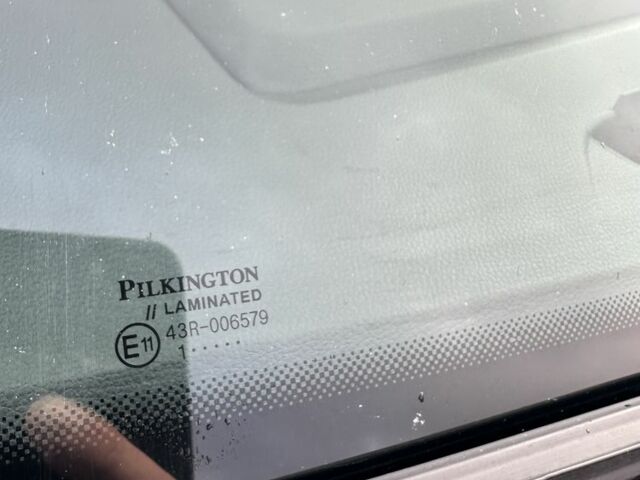 PILKINGTON
// LAMINATED
E11 43R-006579
1 . . . . .